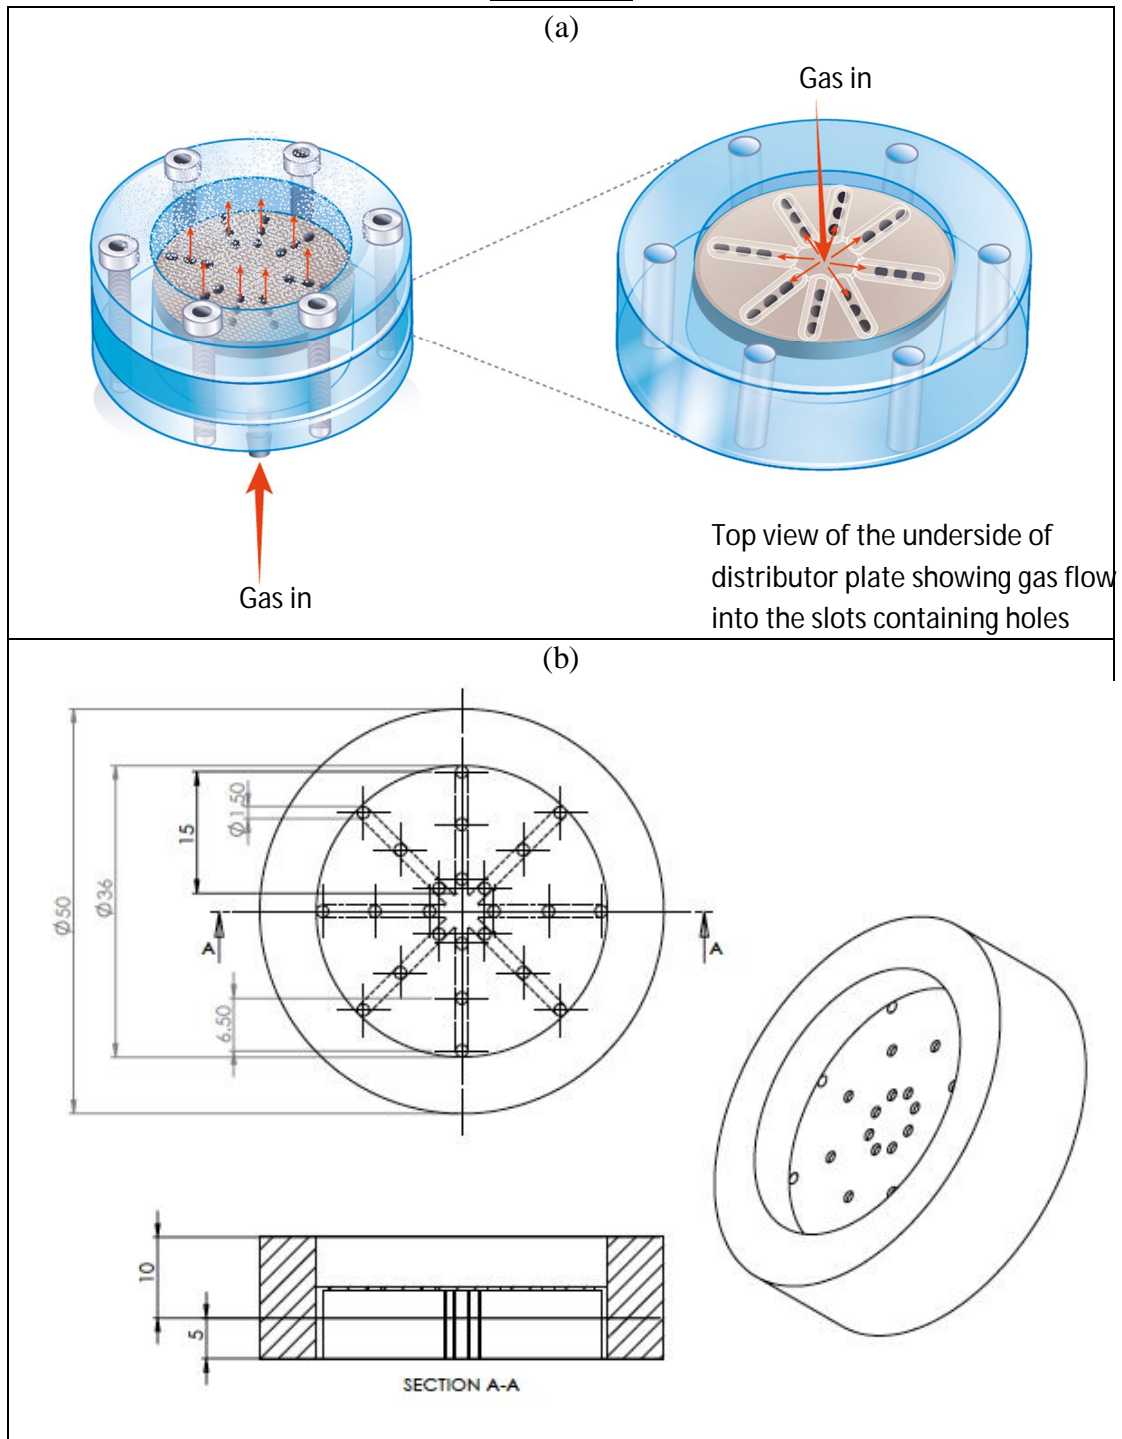 (a)
Gas in
Gas in
Top view of the underside of
distributor plate showing gas flow
into the slots containing holes
(b)
Ø50
Ø36
15
Ø1.50
6.50
A
A
10
5
SECTION A-A